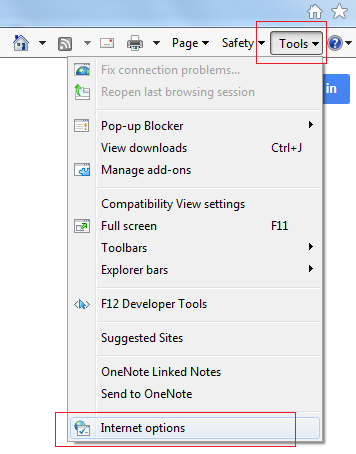 Page Safety Tools
Fix connection problems...
Reopen last browsing session
in
Pop-up Blocker
View downloads Ctrl+J
Manage add-ons
Compatibility View settings
Full screen F11
Toolbars
Explorer bars
F12 Developer Tools
Suggested Sites
OneNote Linked Notes
Send to OneNote
Internet options